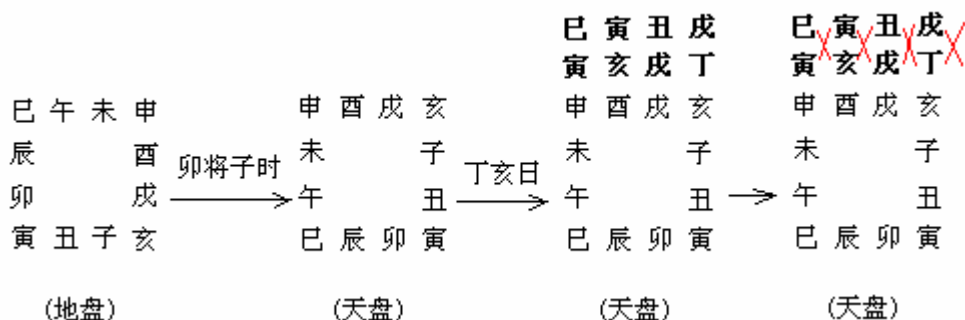 巳 寅 丑 戌 巳 寅 丑 戌
寅 亥 戌 丁 寅 亥 戌 丁
巳 午 未 申 申 酉 戌 亥 申 酉 戌 亥 申 酉 戌 亥
辰 酉 卯将子时 未 子 丁亥日 未 子 未 子
卯 戌 午 丑 午 丑 午 丑
寅 丑 子 亥 巳 辰 卯 寅 巳 辰 卯 寅 巳 辰 卯 寅
(地盘) (天盘) (天盘) (天盘)